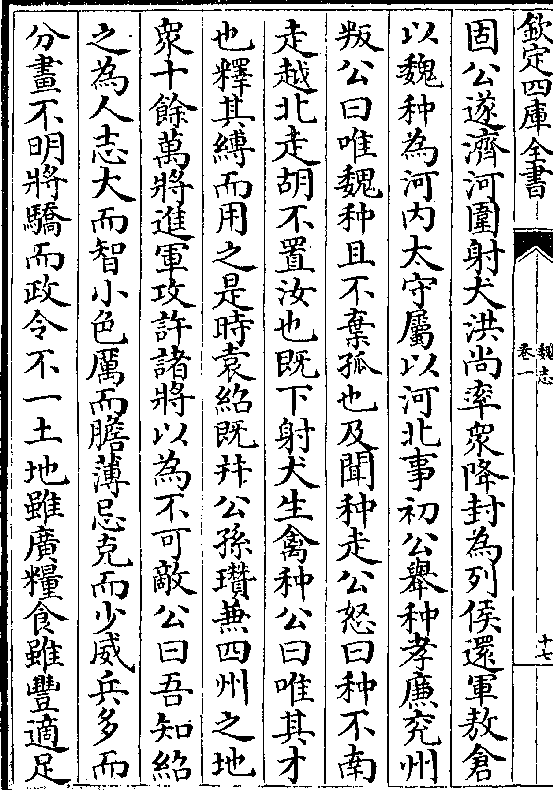 欽定四庫全書
魏志
卷一
十七
固公遂濟河圍射犬洪尚率衆降封為列侯還軍敖倉
以魏种為河内太守屬以河北事初公舉种孝廉兖州
叛公曰唯魏种且不棄孤也及聞种走公怒曰种不南
走越北走胡不置汝也既下射犬生禽种公曰唯其才
也釋其縛而用之是時袁紹既并公孫瓚兼四州之地
衆十餘萬將進軍攻許諸將以為不可敵公曰吾知紹
之為人志大而智小色厲而膽薄忌克而少威兵多而
分畫不明將驕而政令不一土地雖廣糧食雖豐適足